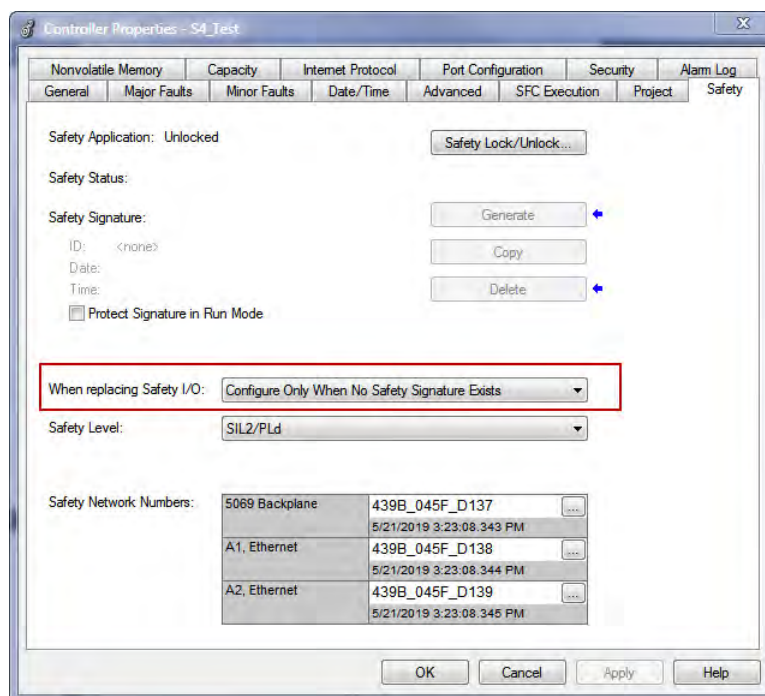 Controller Properties - S4_Test
Nonvolatile Memory Capacity Internet Protocol Port Configuration Security Alarm Log
General Major Faults Minor Faults Date/Time Advanced SFC Execution Project Safety
Safety Application: Unlocked
Safety Lock/Unlock...
Safety Status:
Safety Signature:
Generate
ID: <none>
Copy
Date:
Time:
Delete
Protect Signature in Run Mode
When replacing Safety I/O: Configure Only When No Safety Signature Exists
Safety Level: SIL2/PLd
Safety Network Numbers: 5069 Backplane 439B_045F_D137 ...
5/21/2019 3:23:08.343 PM
A1, Ethernet 439B_045F_D138 ...
5/21/2019 3:23:08.344 PM
A2, Ethernet 439B_045F_D139 ...
5/21/2019 3:23:08.345 PM
OK Cancel Apply Help